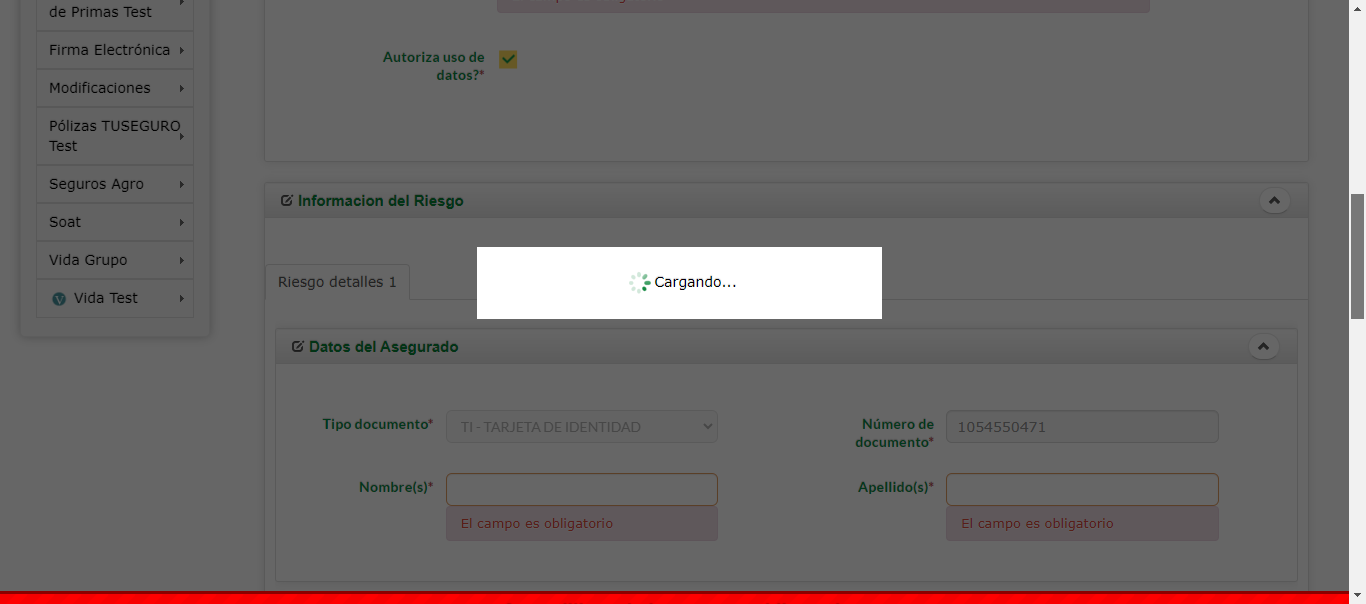 de Primas Test
Firma Electrónica
Modificaciones
Pólizas TUSEGURO
Test
Seguros Agro
Soat
Vida Grupo
Vida Test
Autoriza uso de
datos?*
Informacion del Riesgo
Riesgo detalles 1
Cargando...
Datos del Asegurado
Tipo documento*
TI - TARJETA DE IDENTIDAD
Número de
documento*
1054550471
Nombre(s)*
El campo es obligatorio
Apellido(s)*
El campo es obligatorio